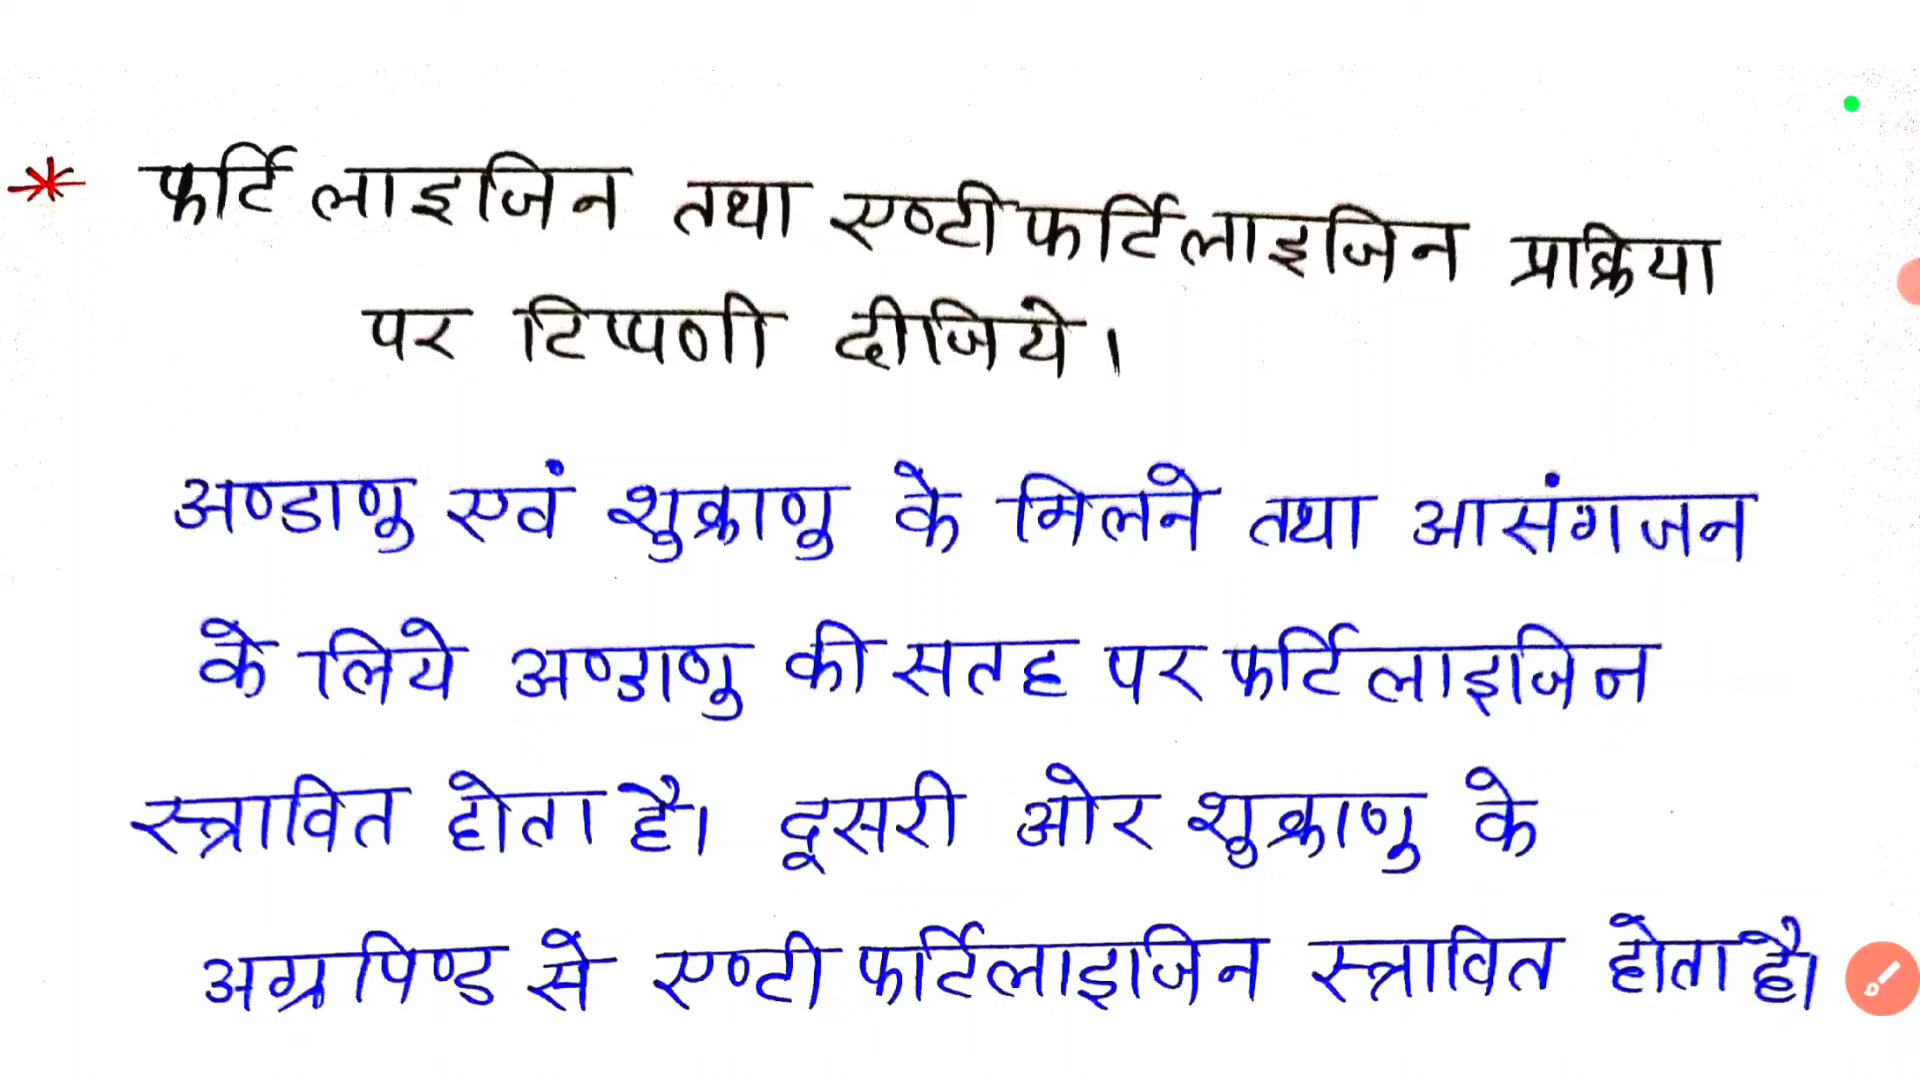 * फर्टिलाइजिन तथा एण्टीफर्टिलाइजिन प्राक्रिया
पर टिप्पणी दीजिये।
अण्डाणु एवं शुक्राणु के मिलने तथा आसंगजन
के लिये अण्डाणु की सतह पर फर्टिलाइजिन
स्त्रावित होता है। दूसरी ओर शुक्राणु के
अग्रपिण्ड से एण्टीफर्टिलाइजिन स्त्रावित होता है।